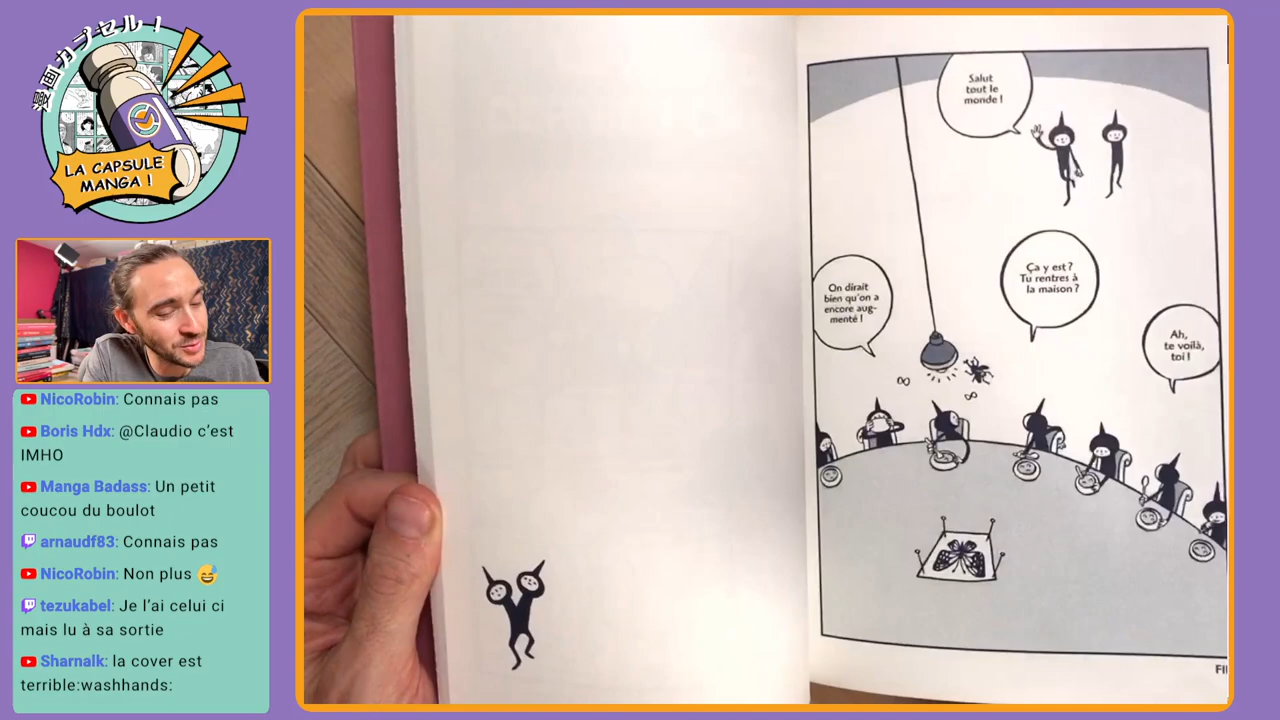 漫画カプセル！
LA CAPSULE
MANGA !
NicoRobin: Connais pas
Boris Hdx: @Claudio c’est
IMHO
Manga Badass: Un petit
coucou du boulot
arnaudf83: Connais pas
NicoRobin: Non plus 😅
tezukabel: Je l’ai celui ci
mais lu à sa sortie
Sharnalk: la cover est
terrible:washhands:
Salut
tout le
monde !
Ça y est ?
Tu rentres à
la maison ?
On dirait
bien qu'on a
encore aug-
menté !
Ah,
te voilà,
toi !